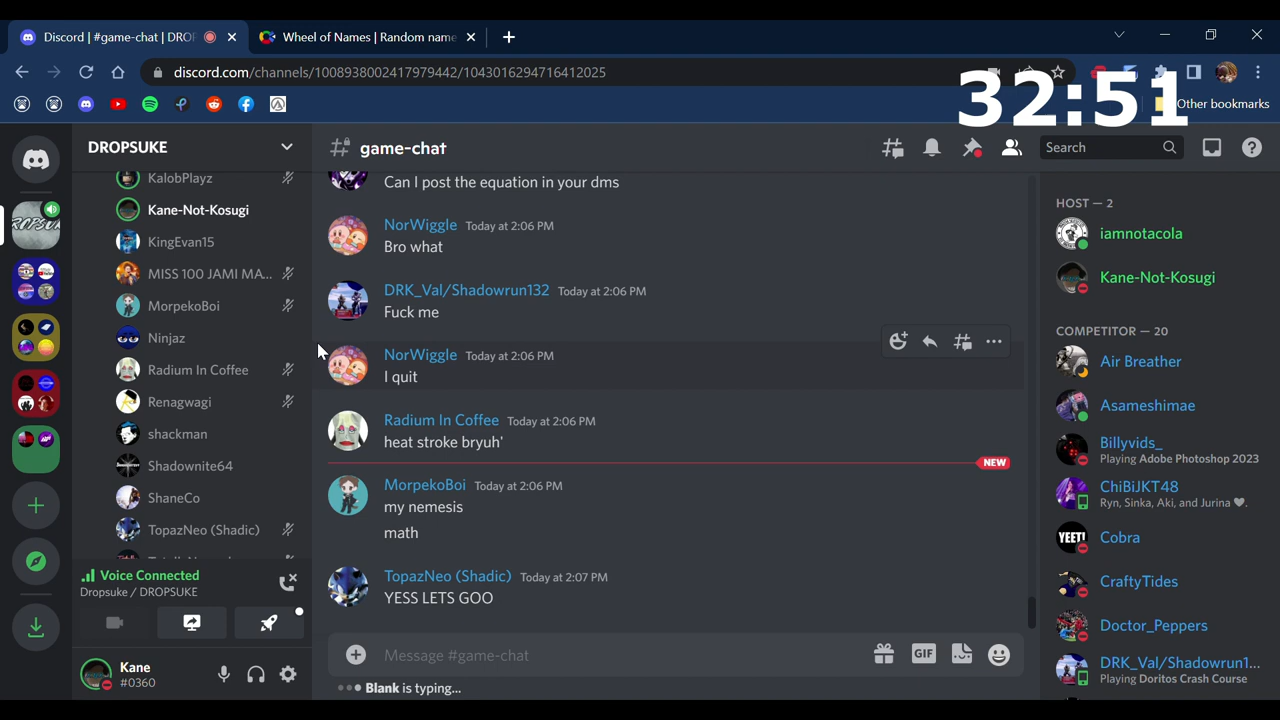 Discord | #game-chat | DROP
Wheel of Names | Random name
discord.com/channels/1008938002417979442/1043016294716412025
32:51
Other bookmarks
DROPSUKE
game-chat
Search
DROPSUK
KalobPlayz
Kane-Not-Kosugi
KingEvan15
MISS 100 JAMI MA...
MorpekoBoi
Ninjaz
Radium In Coffee
Renagwagi
shackman
Shadownite64
ShaneCo
TopazNeo (Shadic)
Voice Connected
Dropsuke / DROPSUKE
Kane
#0360
Can I post the equation in your dms
NorWiggle Today at 2:06 PM
Bro what
DRK_Val/Shadowrun132 Today at 2:06 PM
Fuck me
NorWiggle Today at 2:06 PM
I quit
Radium In Coffee Today at 2:06 PM
heat stroke bryuh'
NEW
MorpekoBoi Today at 2:06 PM
my nemesis
math
TopazNeo (Shadic) Today at 2:07 PM
YESS LETS GOO
Message #game-chat
GIF
Blank is typing...
HOST — 2
iamnotacola
Kane-Not-Kosugi
COMPETITOR — 20
Air Breather
Asameshimae
Billyvids_
Playing Adobe Photoshop 2023
ChiBiJKT48
Ryn, Sinka, Aki, and Jurina ♥.
YEET!
Cobra
CraftyTides
Doctor_Peppers
DRK_Val/Shadowrun1...
Playing Doritos Crash Course